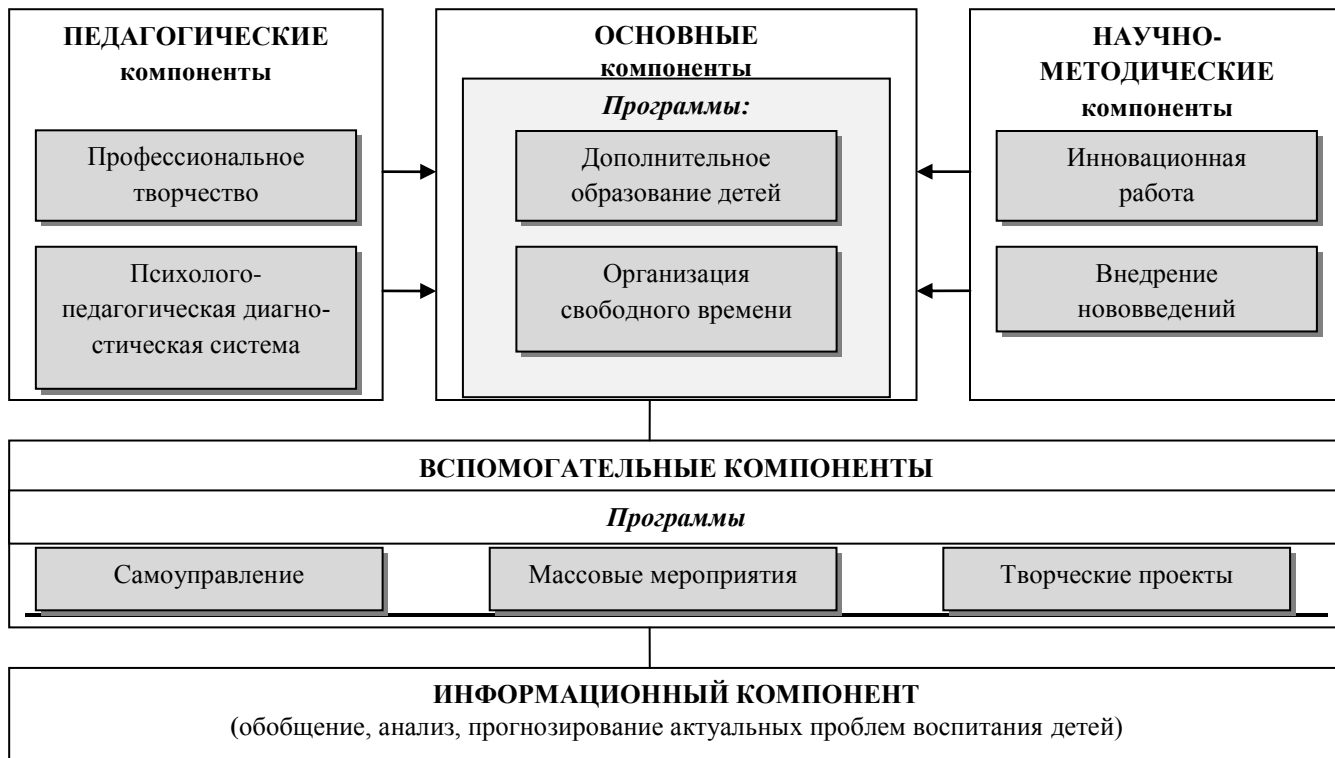 ПЕДАГОГИЧЕСКИЕ
компоненты
Профессиональное
творчество
Психолого-
педагогическая диагно-
стическая система
ОСНОВНЫЕ
компоненты
Программы:
Дополнительное
образование детей
Организация
свободного времени
НАУЧНО-
МЕТОДИЧЕСКИЕ
компоненты
Инновационная
работа
Внедрение
нововведений
ВСПОМОГАТЕЛЬНЫЕ КОМПОНЕНТЫ
Программы
Самоуправление
Массовые мероприятия
Творческие проекты
ИНФОРМАЦИОННЫЙ КОМПОНЕНТ
(обобщение, анализ, прогнозирование актуальных проблем воспитания детей)